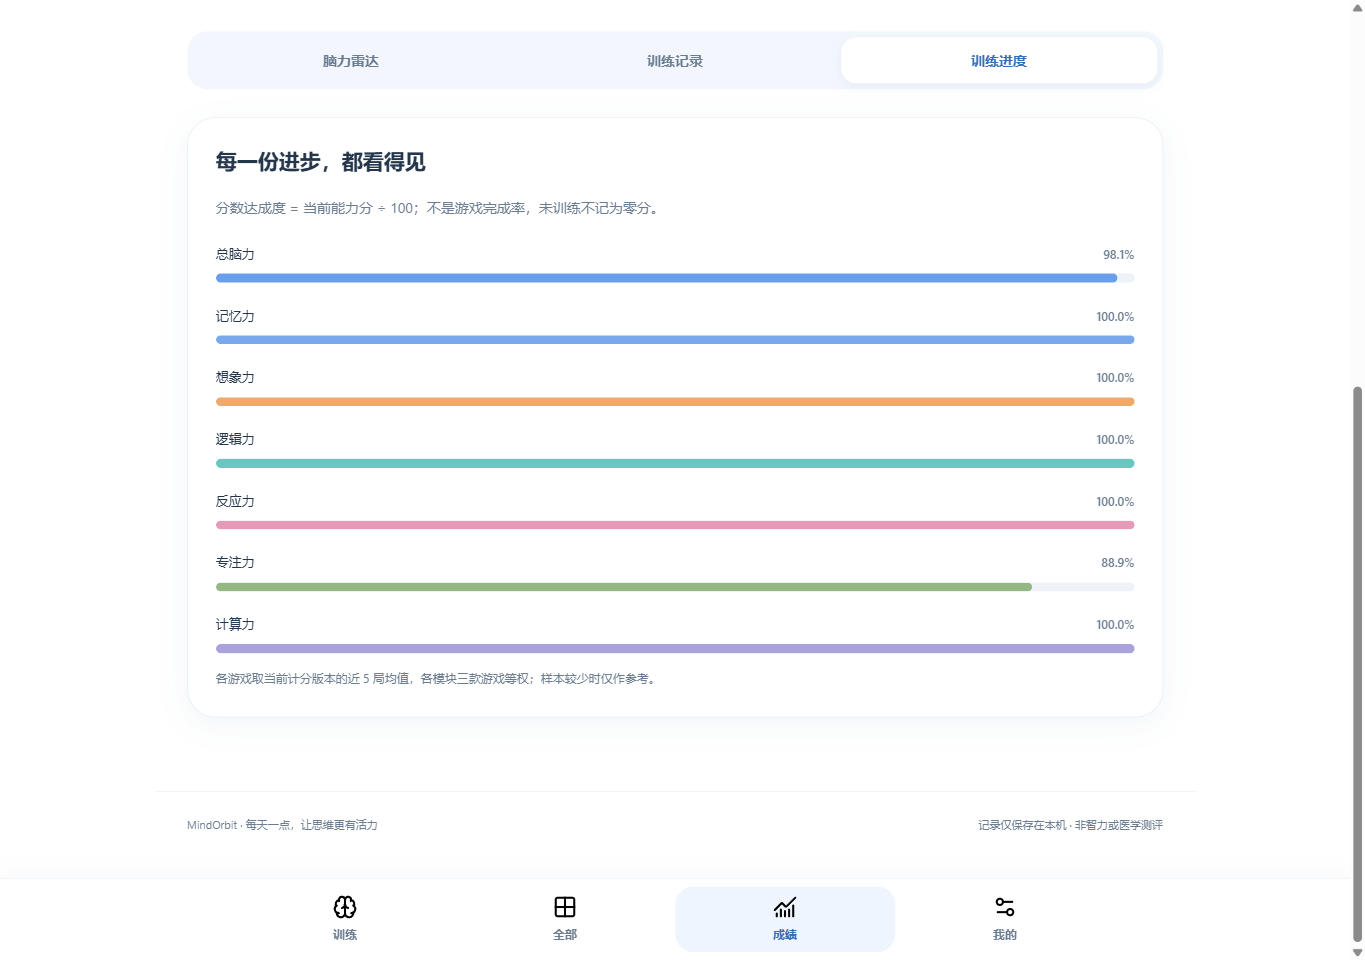 脑力雷达
训练记录
训练进度
每一份进步，都看得见
分数达成度 = 当前能力分 ÷ 100；不是游戏完成率，未训练不记为零分。
总脑力
98.1%
记忆力
100.0%
想象力
100.0%
逻辑力
100.0%
反应力
100.0%
专注力
88.9%
计算力
100.0%
各游戏取当前计分版本的近 5 局均值，各模块三款游戏等权；样本较少时仅作参考。
MindOrbit · 每天一点，让思维更有活力
记录仅保存在本机 · 非智力或医学测评
训练
全部
成绩
我的